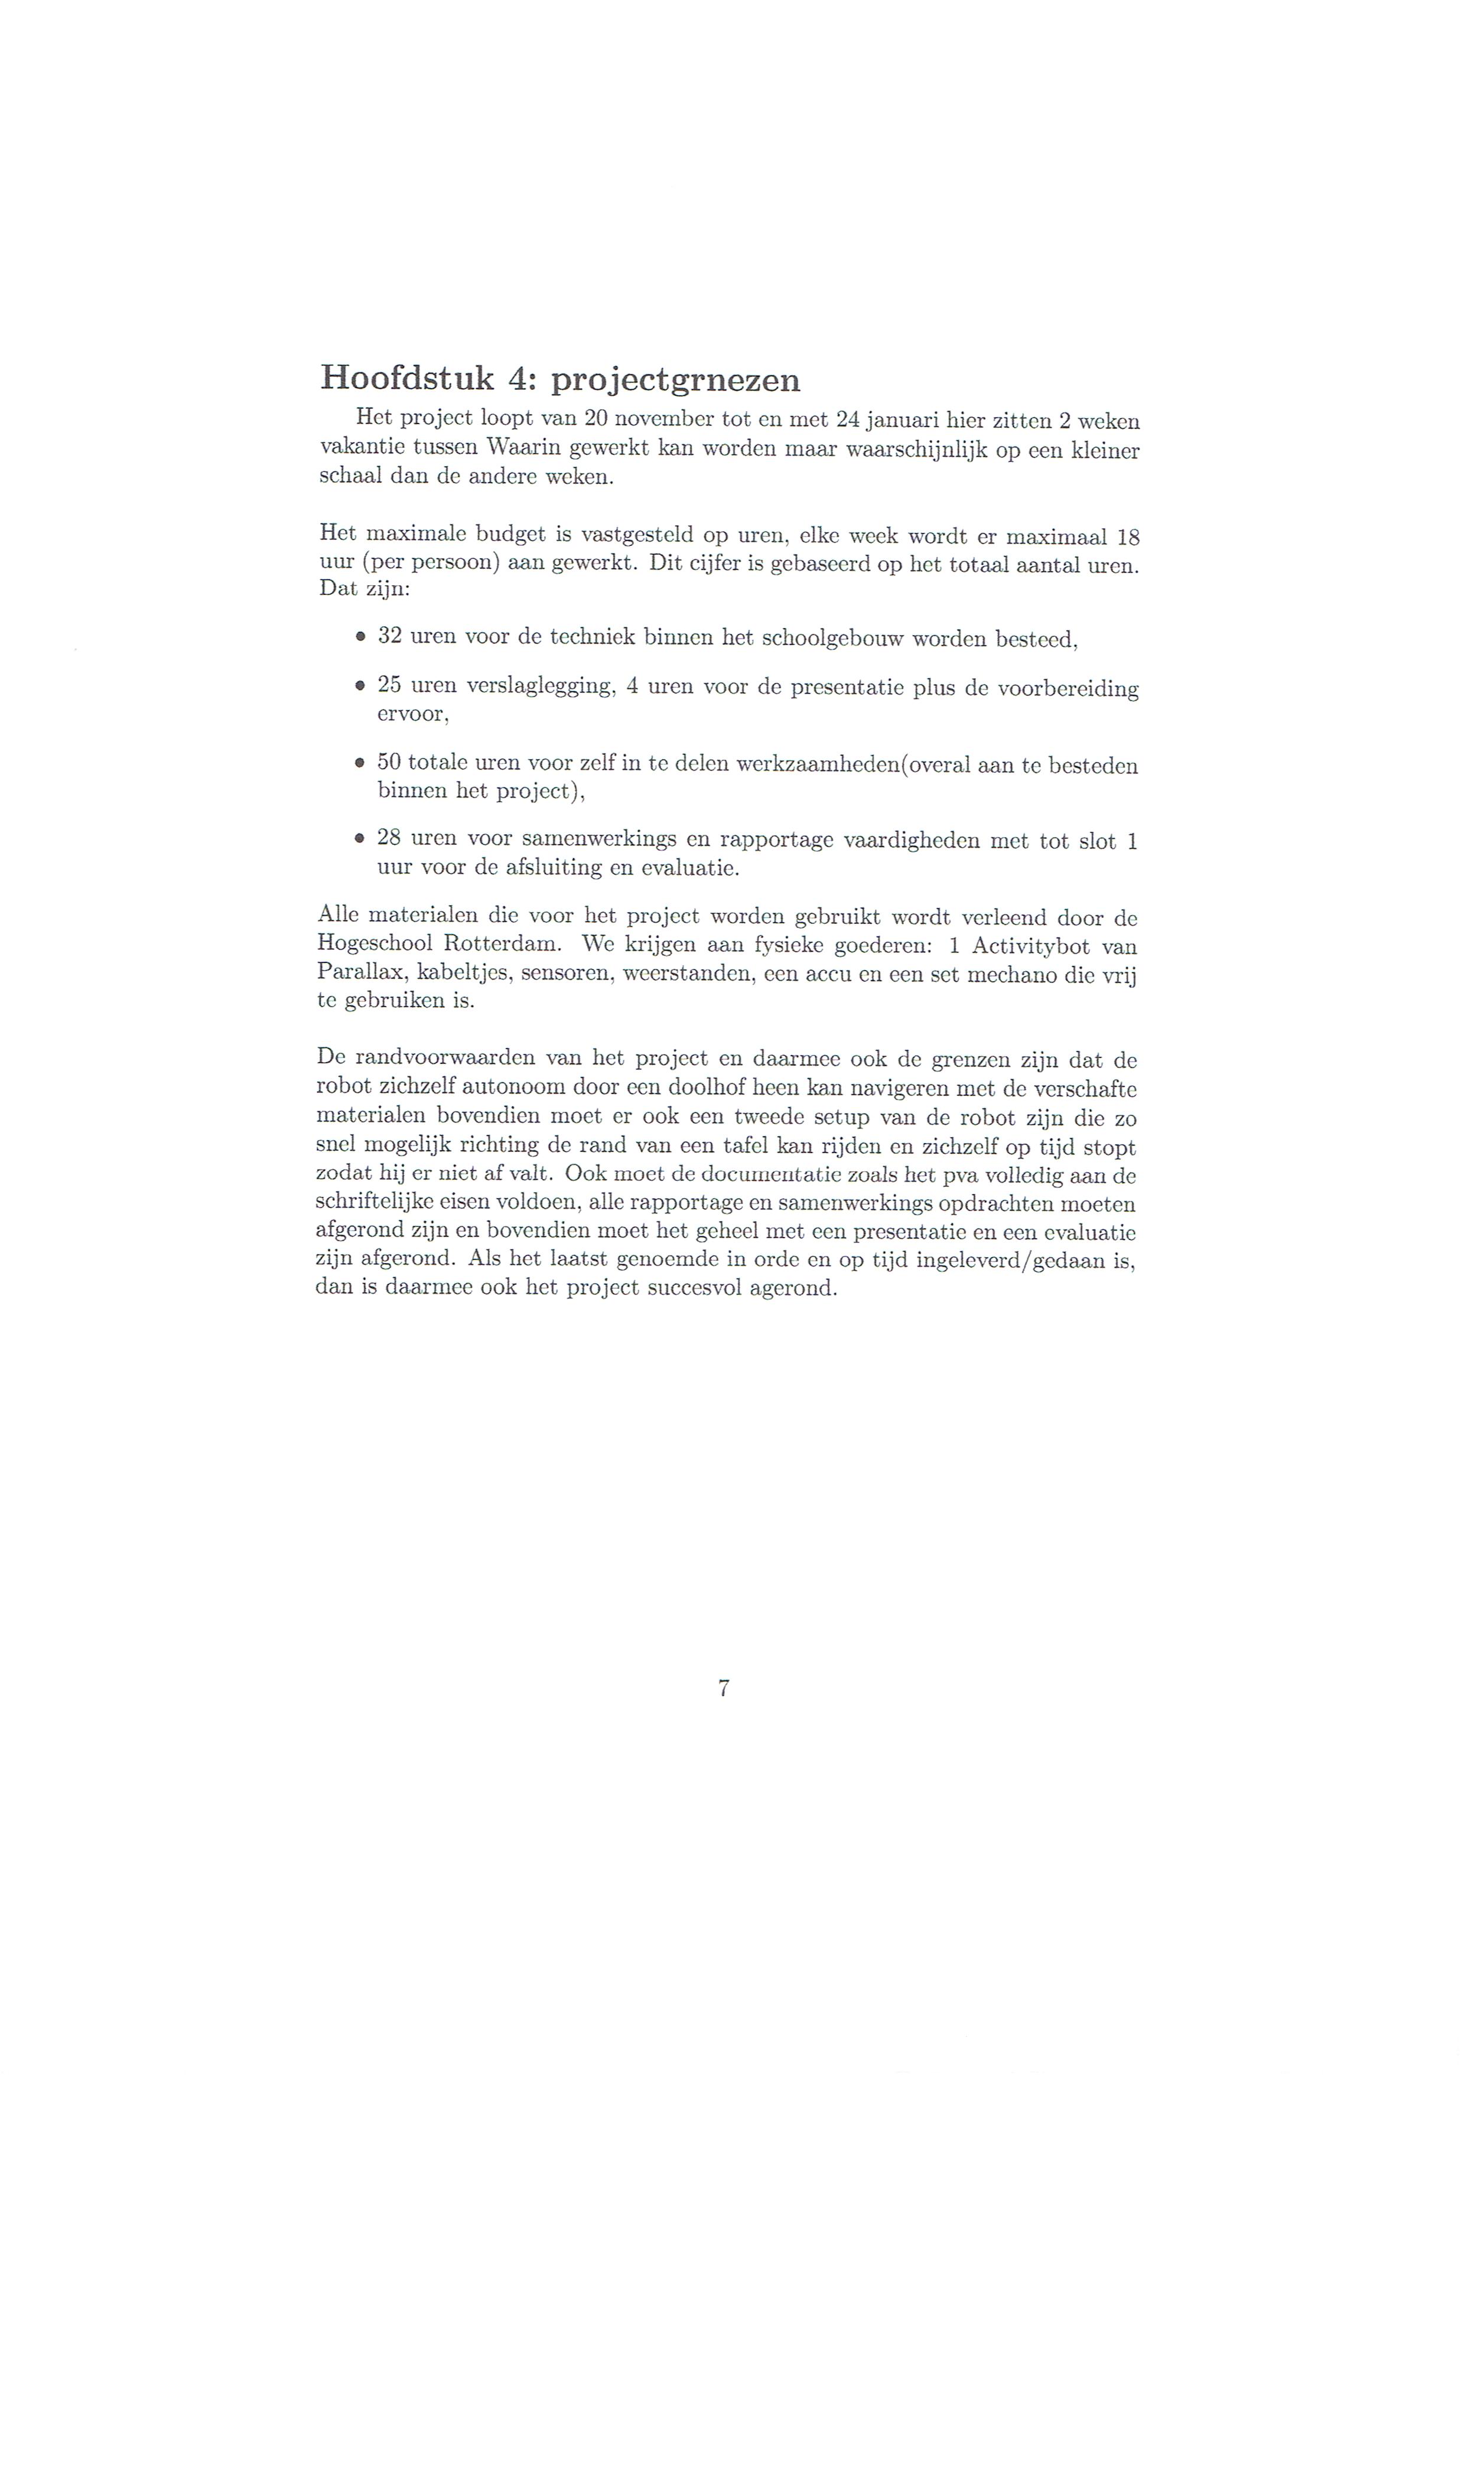 Hoofdstuk 4: projectgrnezen
Het project loopt van 20 november tot en met 24 januari hier zitten 2 weken
vakantie tussen Waarin gewerkt kan worden maar waarschijnlijk op een kleiner
schaal dan de andere weken.
Het maximale budget is vastgesteld op uren, elke week wordt er maximaal 18
uur (per persoon) aan gewerkt. Dit cijfer is gebaseerd op het totaal aantal uren.
Dat zijn:
• 32 uren voor de techniek binnen het schoolgebouw worden besteed,
• 25 uren verslaglegging, 4 uren voor de presentatie plus de voorbereiding
ervoor,
• 50 totale uren voor zelf in te delen werkzaamheden(overal aan te besteden
binnen het project),
• 28 uren voor samenwerkings en rapportage vaardigheden met tot slot 1
uur voor de afsluiting en evaluatie.
Alle materialen die voor het project worden gebruikt wordt verleend door de
Hogeschool Rotterdam. We krijgen aan fysieke goederen: 1 Activitybot van
Parallax, kabeltjes, sensoren, weerstanden, een accu en een set mechano die vrij
te gebruiken is.
De randvoorwaarden van het project en daarmee ook de grenzen zijn dat de
robot zichzelf autonoom door een doolhof heen kan navigeren met de verschafte
materialen bovendien moet er ook een tweede setup van de robot zijn die zo
snel mogelijk richting de rand van een tafel kan rijden en zichzelf op tijd stopt
zodat hij er niet af valt. Ook moet de documentatie zoals het pva volledig aan de
schriftelijke eisen voldoen, alle rapportage en samenwerkings opdrachten moeten
afgerond zijn en bovendien moet het geheel met een presentatie en een evaluatie
zijn afgerond. Als het laatst genoemde in orde en op tijd ingeleverd/gedaan is,
dan is daarmee ook het project succesvol agerond.
7